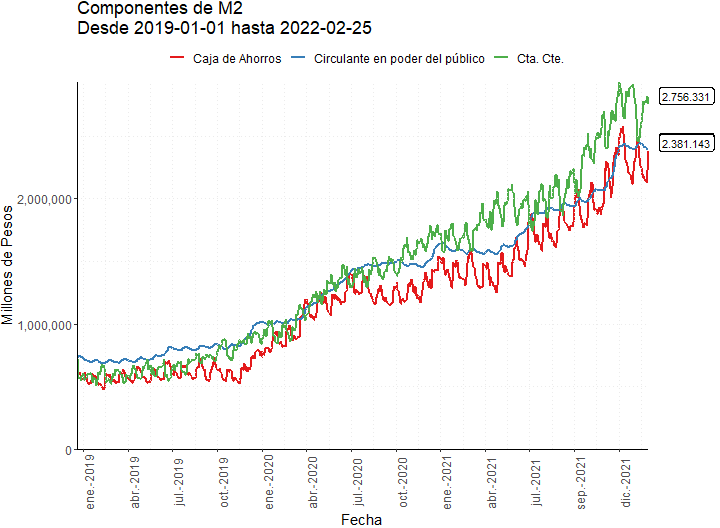 Componentes de M2
Desde 2019-01-01 hasta 2022-02-25
Caja de Ahorros Circulante en poder del público Cta. Cte.
2.756.331
2.381.143
2,000,000
1,000,000
0
Millones de Pesos
ene.-2019 abr.-2019 jul.-2019 oct.-2019 ene.-2020 abr.-2020 jul.-2020 oct.-2020 ene.-2021 abr.-2021 jun.-2021 sep.-2021 dic.-2021
Fecha